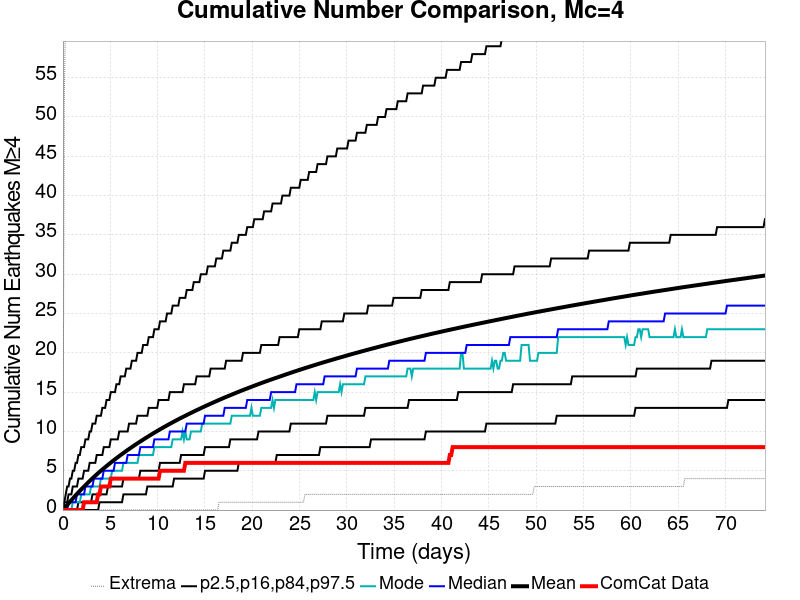 Cumulative Number Comparison, Mc=4
Cumulative Num Earthquakes M≥4
55
50
45
40
35
30
25
20
15
10
5
0
0 5 10 15 20 25 30 35 40 45 50 55 60 65 70
Time (days)
Extrema p2.5,p16,p84,p97.5 Mode Median Mean ComCat Data